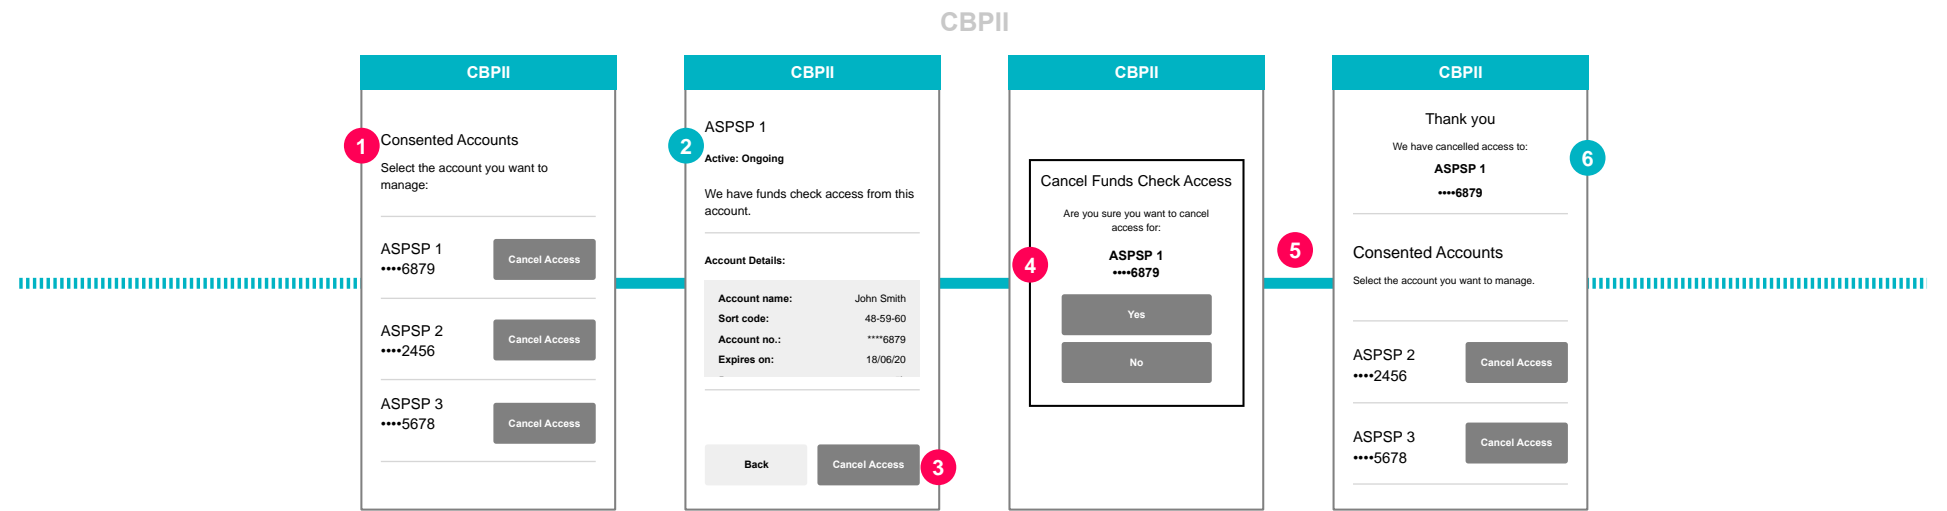 CBPII
CBPII
1
Consented Accounts
Select the account you want to
manage:
ASPSP 1
••••6879
Cancel Access
ASPSP 2
••••2456
Cancel Access
ASPSP 3
••••5678
Cancel Access
CBPII
2
ASPSP 1
Active: Ongoing
We have funds check access from this
account.
Account Details:
Account name: John Smith
Sort code: 48-59-60
Account no.: ****6879
Expires on: 18/06/20
Back
Cancel Access
3
CBPII
Cancel Funds Check Access
Are you sure you want to cancel
access for:
4
ASPSP 1
••••6879
Yes
No
5
CBPII
Thank you
We have cancelled access to:
6
ASPSP 1
••••6879
Consented Accounts
Select the account you want to manage.
ASPSP 2
••••2456
Cancel Access
ASPSP 3
••••5678
Cancel Access